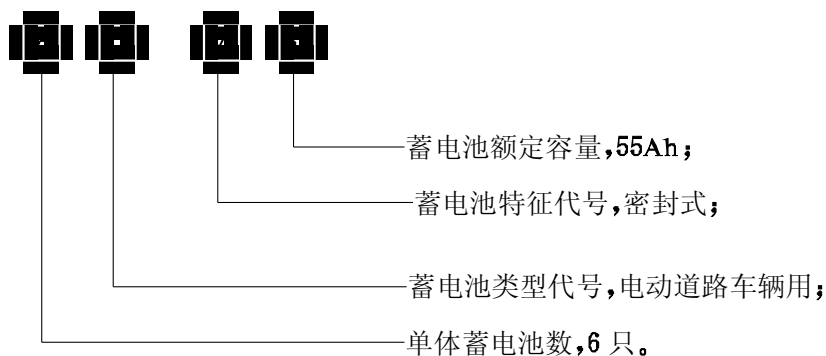 蓄电池额定容量,55Ah;
蓄电池特征代号,密封式;
蓄电池类型代号,电动道路车辆用;
单体蓄电池数,6 只。